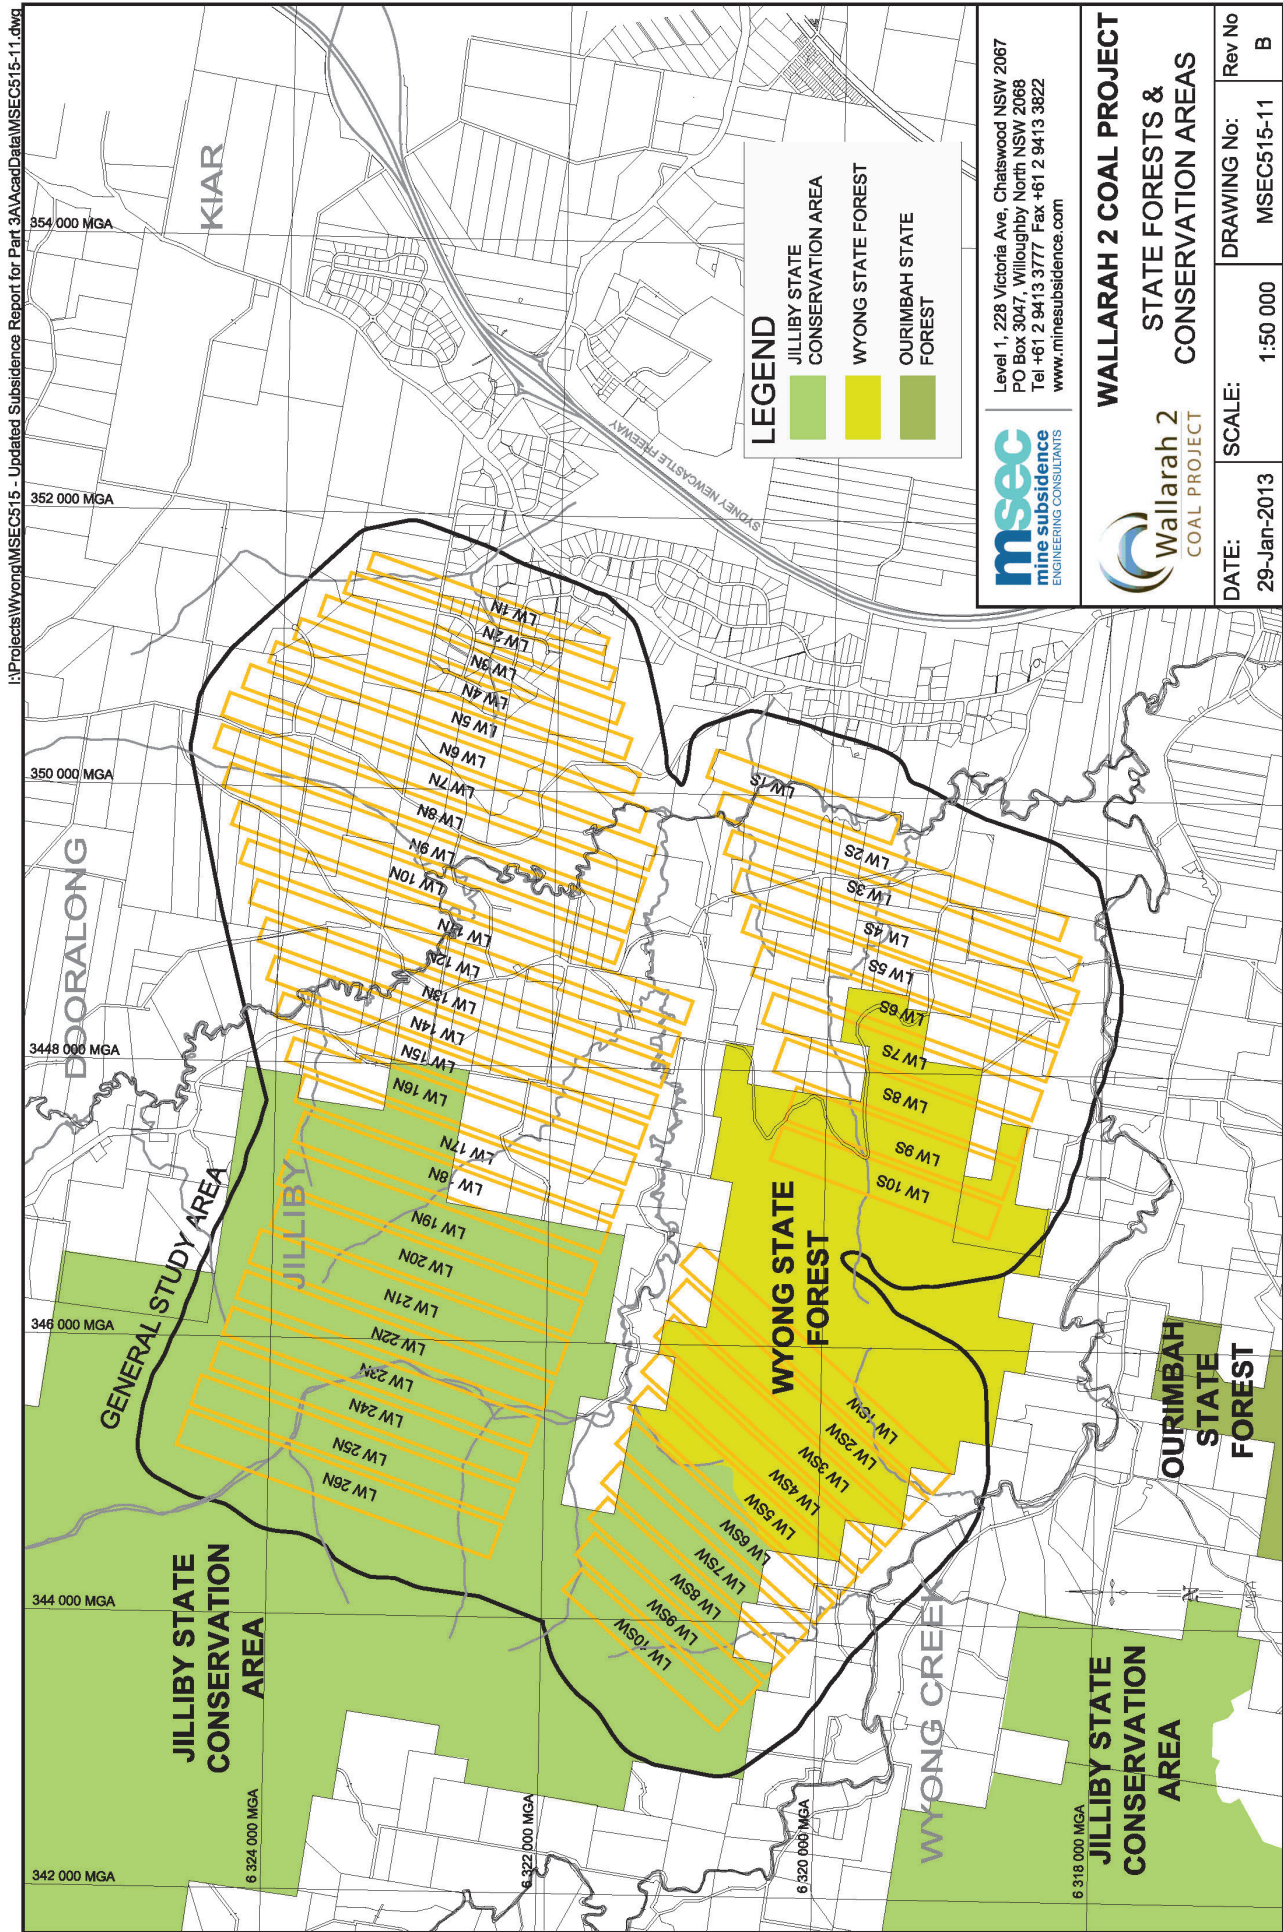 I:\Projects\Wyong\MSEC515 - Updated Subsidence Report for Part 3A\AcadData\MSEC515-11.dwg
342 000 MGA
344 000 MGA
346 000 MGA
3448 000 MGA
350 000 MGA
352 000 MGA
354 000 MGA
6 324 000 MGA
6 322 000 MGA
6 320 000 MGA
6 318 000 MGA
DOORALONG
KIAR
JILLIBY
WYONG CREEK
GENERAL STUDY AREA
SYDNEY NEWCASTLE FREEWAY
JILLIBY STATE
CONSERVATION
AREA
WYONG STATE
FOREST
OURIMBAH
STATE
FOREST
JILLIBY STATE
CONSERVATION
AREA
LW 26N
LW 25N
LW 24N
LW 23N
LW 22N
LW 21N
LW 20N
LW 19N
LW 18N
LW 17N
LW 16N
LW 15N
LW 14N
LW 13N
LW 12N
LW 11N
LW 10N
LW 9N
LW 8N
LW 7N
LW 6N
LW 5N
LW 4N
LW 3N
LW 2N
LW 1N
LW 10SW
LW 9SW
LW 8SW
LW 7SW
LW 6SW
LW 5SW
LW 4SW
LW 3SW
LW 2SW
LW 1SW
LW 10S
LW 9S
LW 8S
LW 7S
LW 6S
LW 5S
LW 4S
LW 3S
LW 2S
LW 1S
LEGEND
JILLIBY STATE
CONSERVATION AREA
WYONG STATE FOREST
OURIMBAH STATE
FOREST
msec
mine subsidence
ENGINEERING CONSULTANTS
Level 1, 228 Victoria Ave, Chatswood NSW 2067
PO Box 3047, Willoughby North NSW 2068
Tel +61 2 9413 3777 Fax +61 2 9413 3822
www.minesubsidence.com
Wallarah 2
COAL PROJECT
WALLARAH 2 COAL PROJECT
STATE FORESTS &
CONSERVATION AREAS
DATE:
29-Jan-2013
SCALE:
1:50 000
DRAWING No:
MSEC515-11
Rev No
B